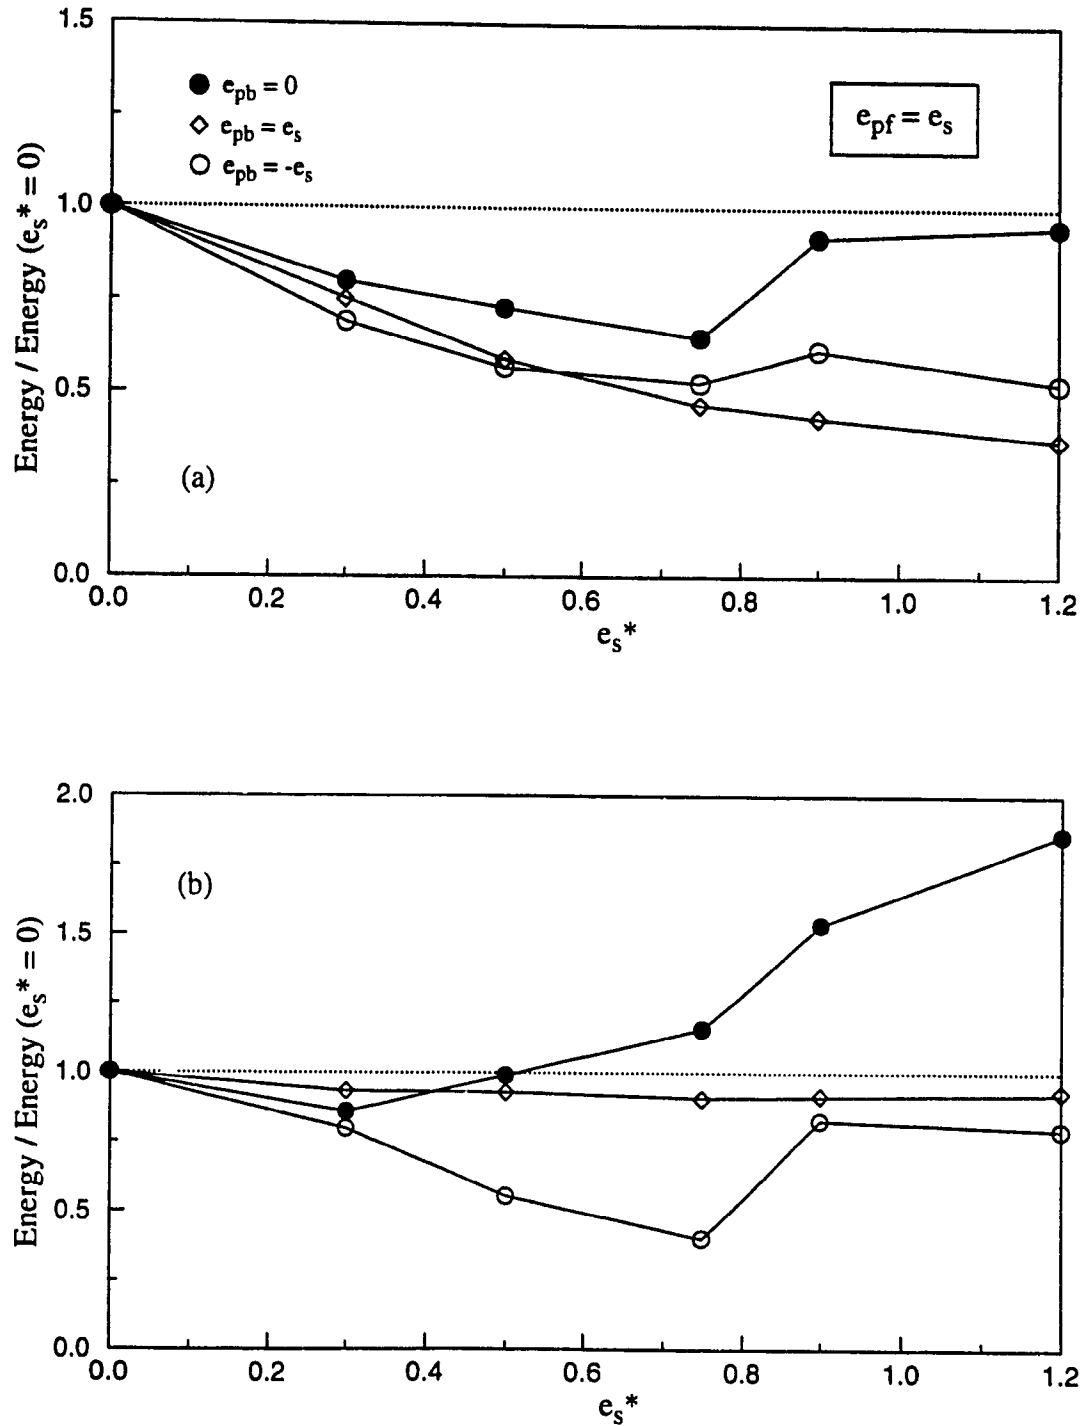 1.5
e_pb = 0
e_pb = e_s
e_pb = -e_s
e_pf = e_s
1.0
0.5
0.0
Energy / Energy (e_s* = 0)
(a)
0.0 0.2 0.4 0.6 0.8 1.0 1.2
e_s*
2.0
(b)
1.5
1.0
0.5
0.0
Energy / Energy (e_s* = 0)
0.0 0.2 0.4 0.6 0.8 1.0 1.2
e_s*